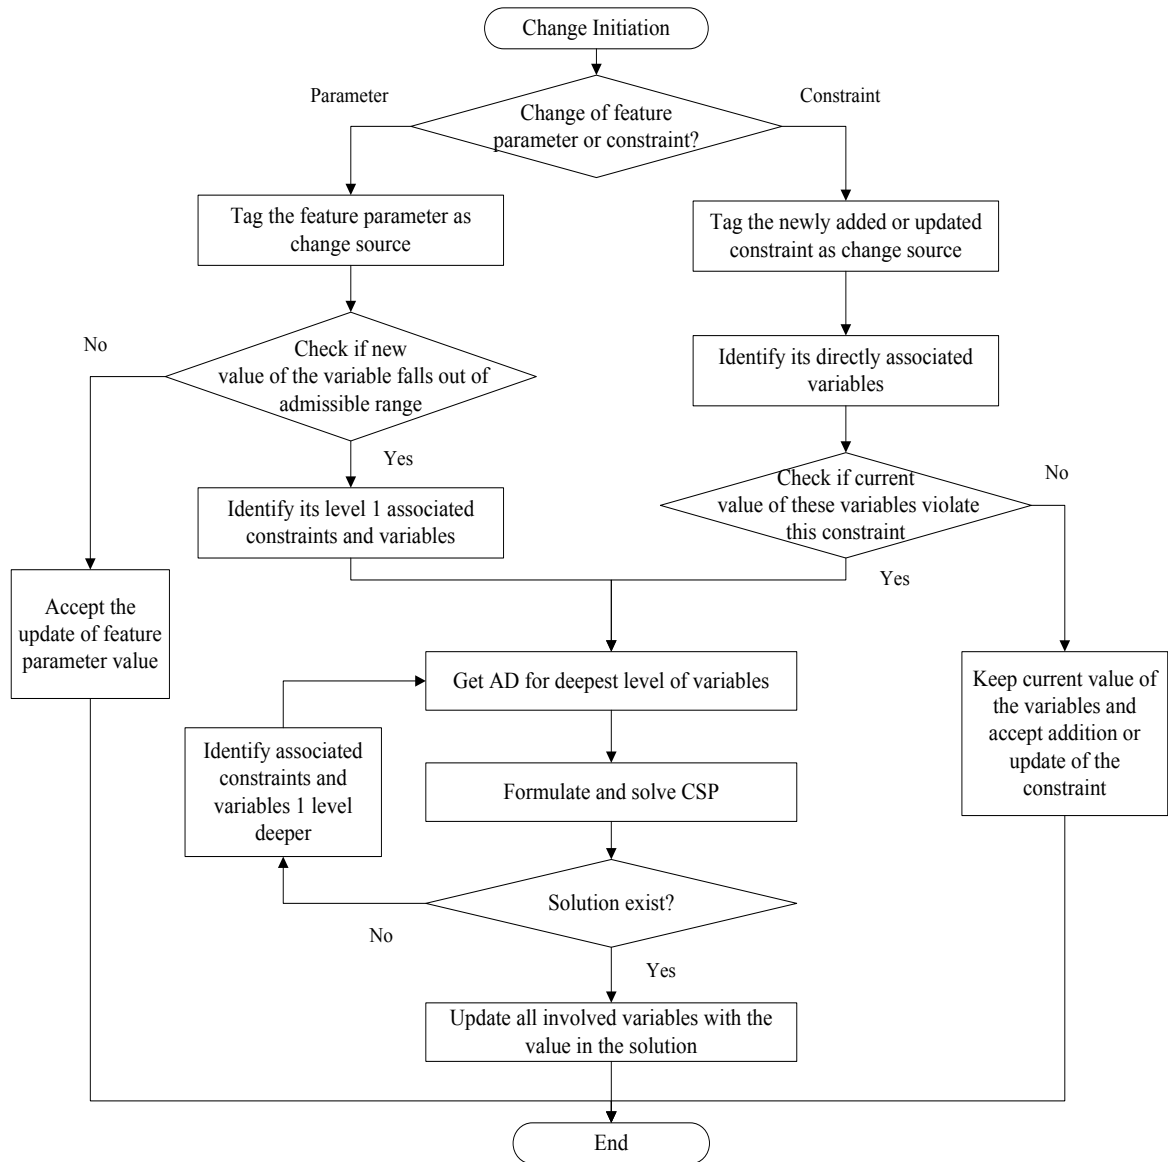 Change Initiation
Parameter
Constraint
Change of feature
parameter or constraint?
Tag the feature parameter as
change source
Tag the newly added or updated
constraint as change source
No
Check if new
value of the variable falls out of
admissible range
Identify its directly associated
variables
Yes
No
Check if current
value of these variables violate
this constraint
Identify its level 1 associated
constraints and variables
Yes
Accept the
update of feature
parameter value
Get AD for deepest level of variables
Keep current value of
the variables and
accept addition or
update of the
constraint
Identify associated
constraints and
variables 1 level
deeper
Formulate and solve CSP
Solution exist?
No
Yes
Update all involved variables with the
value in the solution
End